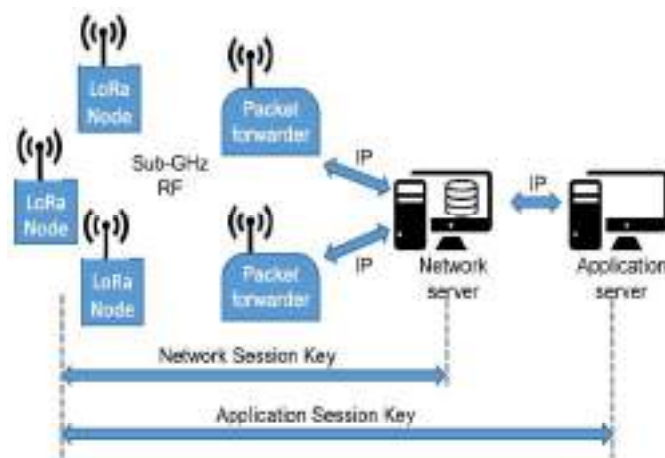 LoRa
Node
Packet
forwarder
Sub-GHz
RF
LoRa
Node
LoRa
Node
IP
IP
IP
Packet
forwarder
Network
server
Application
server
Network Session Key
Application Session Key